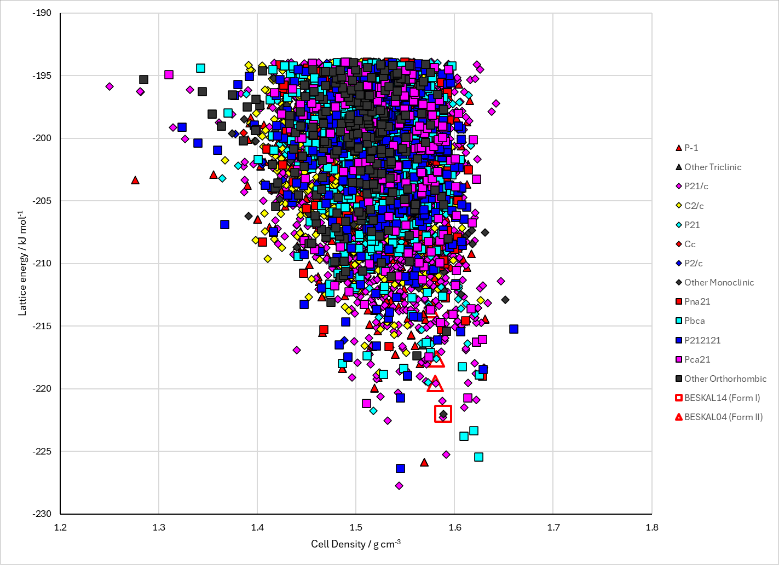 -190
-195
-200
-205
-210
-215
-220
-225
-230
Lattice energy / kJ mol⁻¹
1.2 1.3 1.4 1.5 1.6 1.7 1.8
Cell Density / g cm⁻³
P-1
Other Triclinic
P21/c
C2/c
P21
Cc
P2/c
Other Monoclinic
Pna21
Pbca
P212121
Pca21
Other Orthorhombic
BESKAL14 (Form I)
BESKAL04 (Form II)